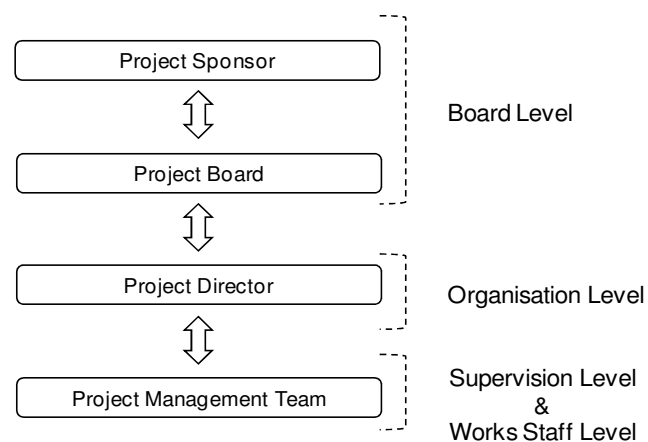 Project Sponsor
Board Level
Project Board
Project Director
Organisation Level
Project Management Team
Supervision Level
&
Works Staff Level